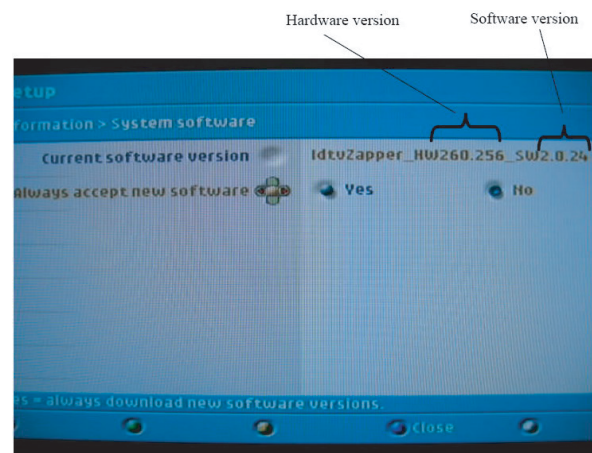 Hardware version
Software version
etup
formation > System software
Current software version
IdtvZapper_HW260.256_SW2.0.24
Always accept new software
Yes
No
es = always download new software versions.
Close